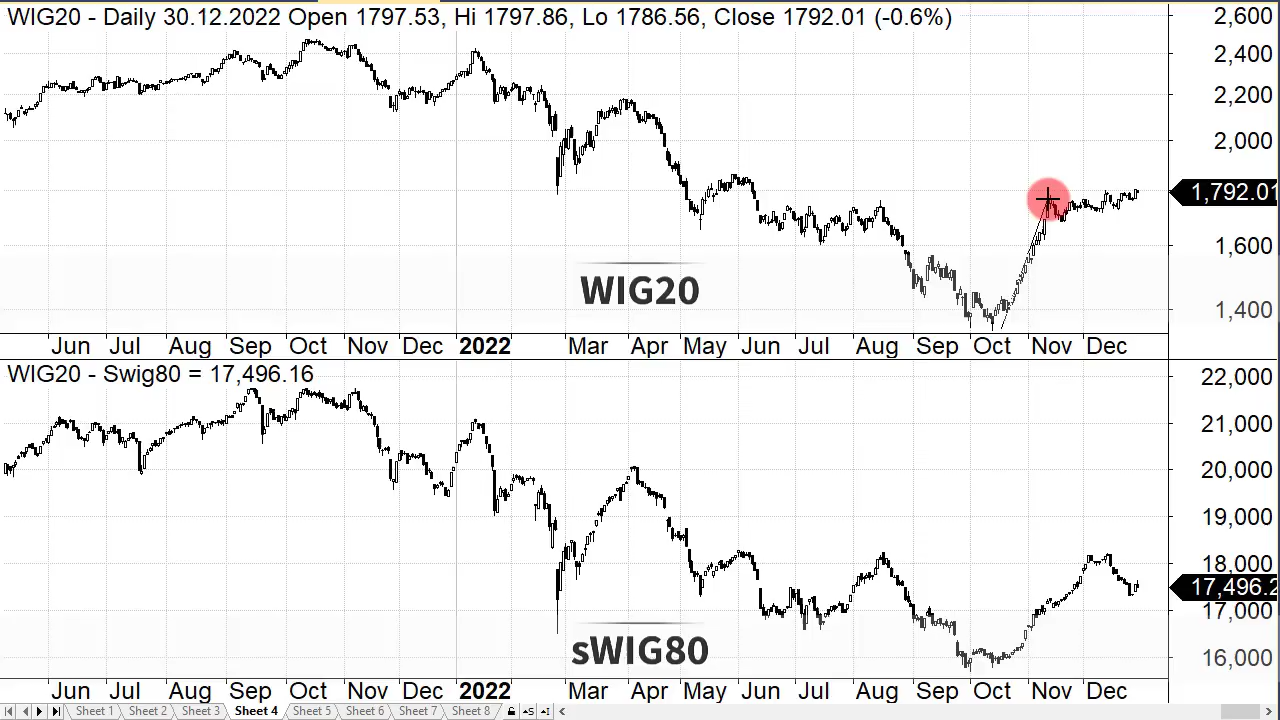 WIG20 - Daily 30.12.2022 Open 1797.53, Hi 1797.86, Lo 1786.56, Close 1792.01 (-0.6%)
2,600
2,400
2,200
2,000
1,792.01
1,600
1,400
WIG20
Jun Jul Aug Sep Oct Nov Dec 2022 Mar Apr May Jun Jul Aug Sep Oct Nov Dec
WIG20 - Swig80 = 17,496.16
22,000
21,000
20,000
19,000
18,000
17,496.2
17,000
16,000
sWIG80
Jun Jul Aug Sep Oct Nov Dec 2022 Mar Apr May Jun Jul Aug Sep Oct Nov Dec
Sheet 1 Sheet 2 Sheet 3 Sheet 4 Sheet 5 Sheet 6 Sheet 7 Sheet 8